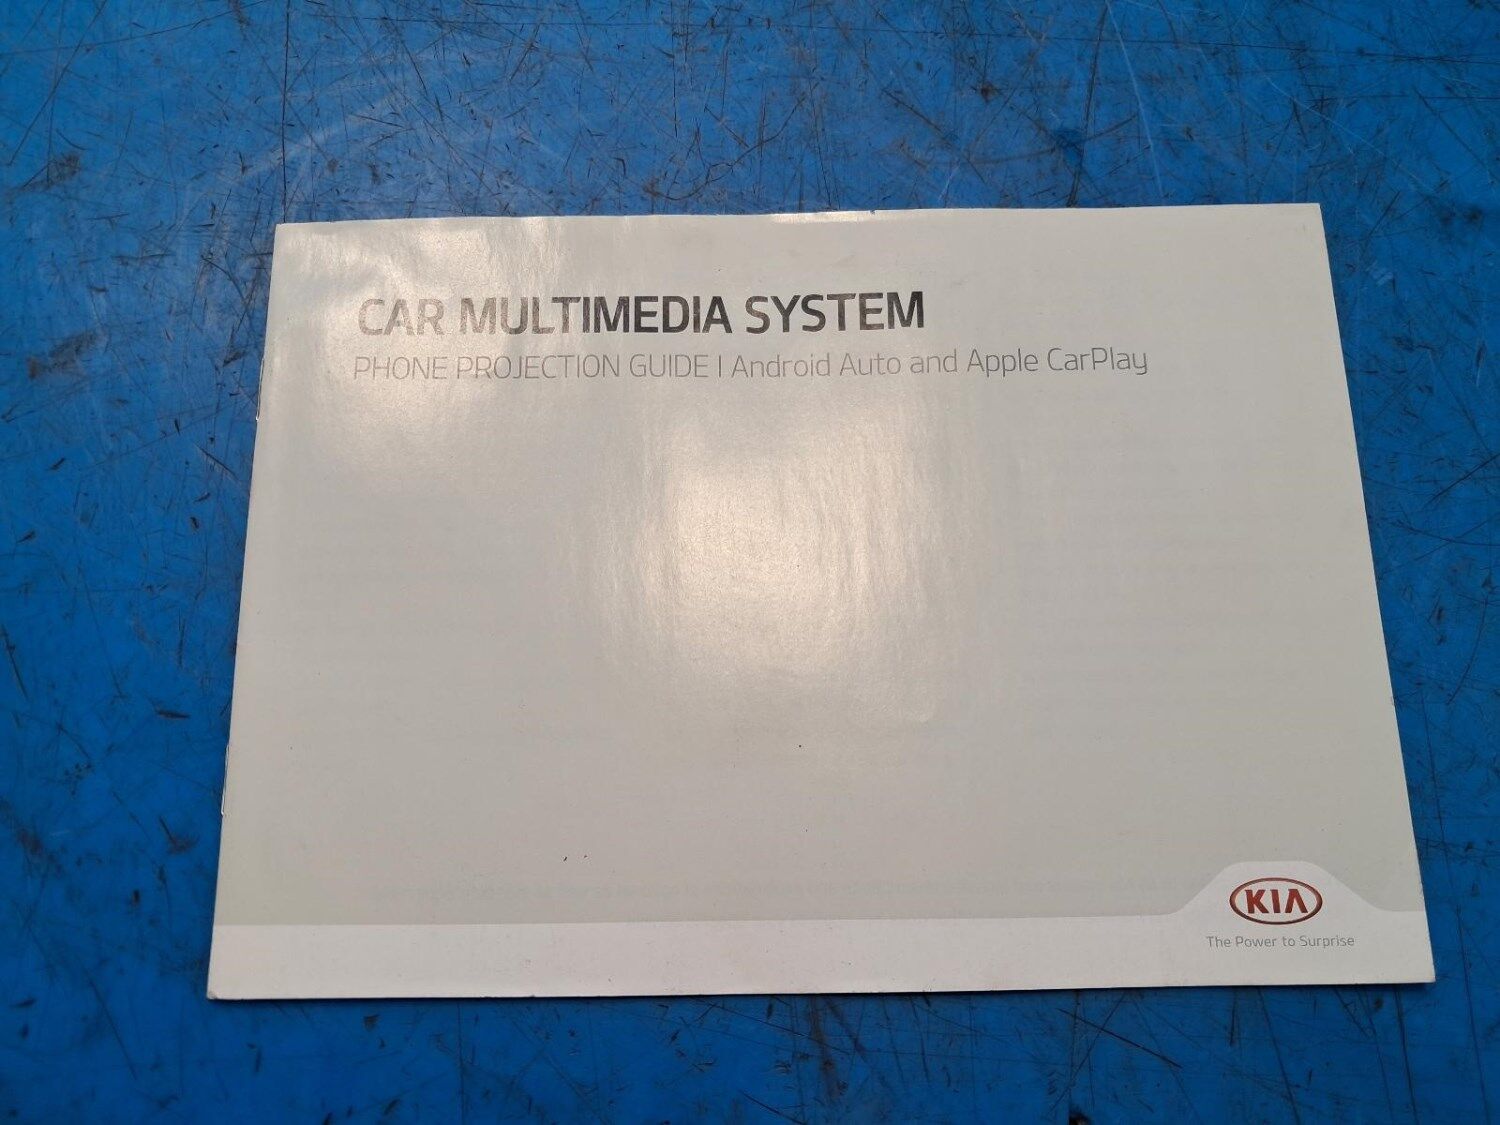 CAR MULTIMEDIA SYSTEM
PHONE PROJECTION GUIDE | Android Auto and Apple CarPlay
KIA
The Power to Surprise